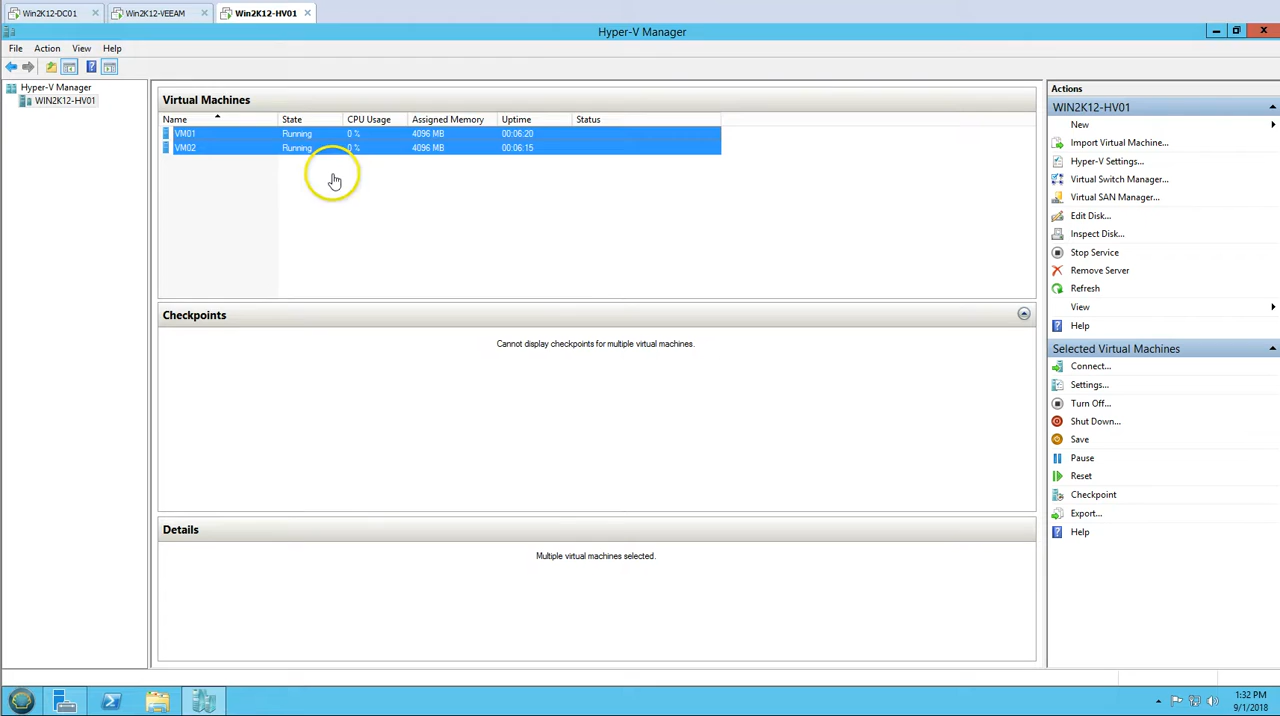 Win2K12-DC01
Win2K12-VEEAM
Win2K12-HV01
Hyper-V Manager
File Action View Help
Hyper-V Manager
WIN2K12-HV01
Virtual Machines
Name State CPU Usage Assigned Memory Uptime Status
VM01 Running 0 % 4096 MB 00:06:20
VM02 Running 0 % 4096 MB 00:06:15
Checkpoints
Cannot display checkpoints for multiple virtual machines.
Details
Multiple virtual machines selected.
Actions
WIN2K12-HV01
New
Import Virtual Machine...
Hyper-V Settings...
Virtual Switch Manager...
Virtual SAN Manager...
Edit Disk...
Inspect Disk...
Stop Service
Remove Server
Refresh
View
Help
Selected Virtual Machines
Connect...
Settings...
Turn Off...
Shut Down...
Save
Pause
Reset
Checkpoint
Export...
Help
1:32 PM
9/1/2018